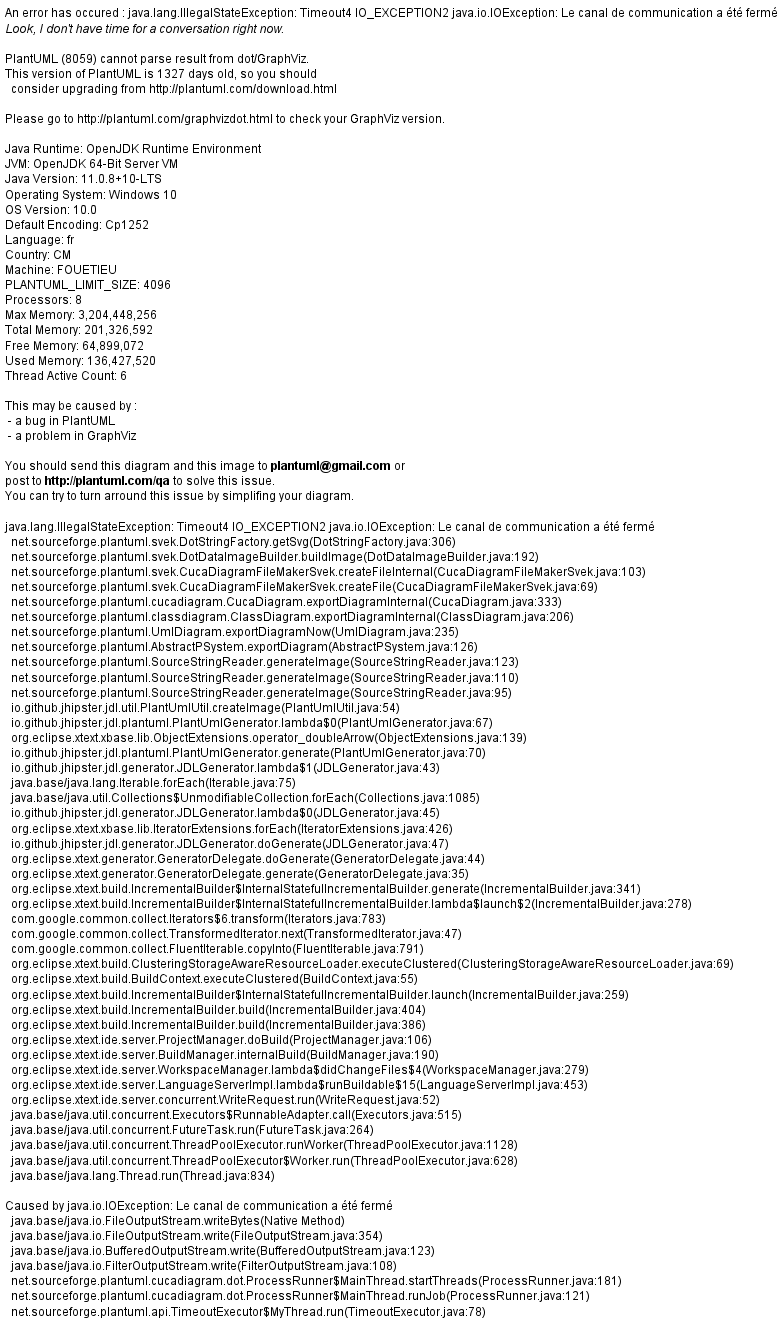 An error has occured : java.lang.IllegalStateException: Timeout4 IO_EXCEPTION2 java.io.IOException: Le canal de communication a été fermé
Look, I don't have time for a conversation right now.
PlantUML (8059) cannot parse result from dot/GraphViz.
This version of PlantUML is 1327 days old, so you should
consider upgrading from http://plantuml.com/download.html
Please go to http://plantuml.com/graphvizdot.html to check your GraphViz version.
Java Runtime: OpenJDK Runtime Environment
JVM: OpenJDK 64-Bit Server VM
Java Version: 11.0.8+10-LTS
Operating System: Windows 10
OS Version: 10.0
Default Encoding: Cp1252
Language: fr
Country: CM
Machine: FOUETIEU
PLANTUML_LIMIT_SIZE: 4096
Processors: 8
Max Memory: 3,204,448,256
Total Memory: 201,326,592
Free Memory: 64,899,072
Used Memory: 136,427,520
Thread Active Count: 6
This may be caused by :
- a bug in PlantUML
- a problem in GraphViz
You should send this diagram and this image to plantuml@gmail.com or
post to http://plantuml.com/qa to solve this issue.
You can try to turn arround this issue by simplifing your diagram.
java.lang.IllegalStateException: Timeout4 IO_EXCEPTION2 java.io.IOException: Le canal de communication a été fermé
net.sourceforge.plantuml.svek.DotStringFactory.getSvg(DotStringFactory.java:306)
net.sourceforge.plantuml.svek.DotDataImageBuilder.buildImage(DotDataImageBuilder.java:192)
net.sourceforge.plantuml.svek.CucaDiagramFileMakerSvek.createFileInternal(CucaDiagramFileMakerSvek.java:103)
net.sourceforge.plantuml.svek.CucaDiagramFileMakerSvek.createFile(CucaDiagramFileMakerSvek.java:69)
net.sourceforge.plantuml.cucadiagram.CucaDiagram.exportDiagramInternal(CucaDiagram.java:333)
net.sourceforge.plantuml.classdiagram.ClassDiagram.exportDiagramInternal(ClassDiagram.java:206)
net.sourceforge.plantuml.UmlDiagram.exportDiagramNow(UmlDiagram.java:235)
net.sourceforge.plantuml.AbstractPSystem.exportDiagram(AbstractPSystem.java:126)
net.sourceforge.plantuml.SourceStringReader.generateImage(SourceStringReader.java:123)
net.sourceforge.plantuml.SourceStringReader.generateImage(SourceStringReader.java:110)
net.sourceforge.plantuml.SourceStringReader.generateImage(SourceStringReader.java:95)
io.github.jhipster.jdl.util.PlantUmlUtil.createImage(PlantUmlUtil.java:54)
io.github.jhipster.jdl.plantuml.PlantUmlGenerator.lambda$0(PlantUmlGenerator.java:67)
org.eclipse.xtext.xbase.lib.ObjectExtensions.operator_doubleArrow(ObjectExtensions.java:139)
io.github.jhipster.jdl.plantuml.PlantUmlGenerator.generate(PlantUmlGenerator.java:70)
io.github.jhipster.jdl.generator.JDLGenerator.lambda$1(JDLGenerator.java:43)
java.base/java.lang.Iterable.forEach(Iterable.java:75)
java.base/java.util.Collections$UnmodifiableCollection.forEach(Collections.java:1085)
io.github.jhipster.jdl.generator.JDLGenerator.lambda$0(JDLGenerator.java:45)
org.eclipse.xtext.xbase.lib.IteratorExtensions.forEach(IteratorExtensions.java:426)
io.github.jhipster.jdl.generator.JDLGenerator.doGenerate(JDLGenerator.java:47)
org.eclipse.xtext.generator.GeneratorDelegate.doGenerate(GeneratorDelegate.java:44)
org.eclipse.xtext.generator.GeneratorDelegate.generate(GeneratorDelegate.java:35)
org.eclipse.xtext.build.IncrementalBuilder$InternalStatefulIncrementalBuilder.generate(IncrementalBuilder.java:341)
org.eclipse.xtext.build.IncrementalBuilder$InternalStatefulIncrementalBuilder.lambda$launch$2(IncrementalBuilder.java:278)
com.google.common.collect.Iterators$6.transform(Iterators.java:783)
com.google.common.collect.TransformedIterator.next(TransformedIterator.java:47)
com.google.common.collect.FluentIterable.copyInto(FluentIterable.java:791)
org.eclipse.xtext.build.ClusteringStorageAwareResourceLoader.executeClustered(ClusteringStorageAwareResourceLoader.java:69)
org.eclipse.xtext.build.BuildContext.executeClustered(BuildContext.java:55)
org.eclipse.xtext.build.IncrementalBuilder$InternalStatefulIncrementalBuilder.launch(IncrementalBuilder.java:259)
org.eclipse.xtext.build.IncrementalBuilder.build(IncrementalBuilder.java:404)
org.eclipse.xtext.build.IncrementalBuilder.build(IncrementalBuilder.java:386)
org.eclipse.xtext.ide.server.ProjectManager.doBuild(ProjectManager.java:106)
org.eclipse.xtext.ide.server.BuildManager.internalBuild(BuildManager.java:190)
org.eclipse.xtext.ide.server.WorkspaceManager.lambda$didChangeFiles$4(WorkspaceManager.java:279)
org.eclipse.xtext.ide.server.LanguageServerImpl.lambda$runBuildable$15(LanguageServerImpl.java:453)
org.eclipse.xtext.ide.server.concurrent.WriteRequest.run(WriteRequest.java:52)
java.base/java.util.concurrent.Executors$RunnableAdapter.call(Executors.java:515)
java.base/java.util.concurrent.FutureTask.run(FutureTask.java:264)
java.base/java.util.concurrent.ThreadPoolExecutor.runWorker(ThreadPoolExecutor.java:1128)
java.base/java.util.concurrent.ThreadPoolExecutor$Worker.run(ThreadPoolExecutor.java:628)
java.base/java.lang.Thread.run(Thread.java:834)
Caused by java.io.IOException: Le canal de communication a été fermé
java.base/java.io.FileOutputStream.writeBytes(Native Method)
java.base/java.io.FileOutputStream.write(FileOutputStream.java:354)
java.base/java.io.BufferedOutputStream.write(BufferedOutputStream.java:123)
java.base/java.io.FilterOutputStream.write(FilterOutputStream.java:108)
net.sourceforge.plantuml.cucadiagram.dot.ProcessRunner$MainThread.startThreads(ProcessRunner.java:181)
net.sourceforge.plantuml.cucadiagram.dot.ProcessRunner$MainThread.runJob(ProcessRunner.java:121)
net.sourceforge.plantuml.api.TimeoutExecutor$MyThread.run(TimeoutExecutor.java:78)